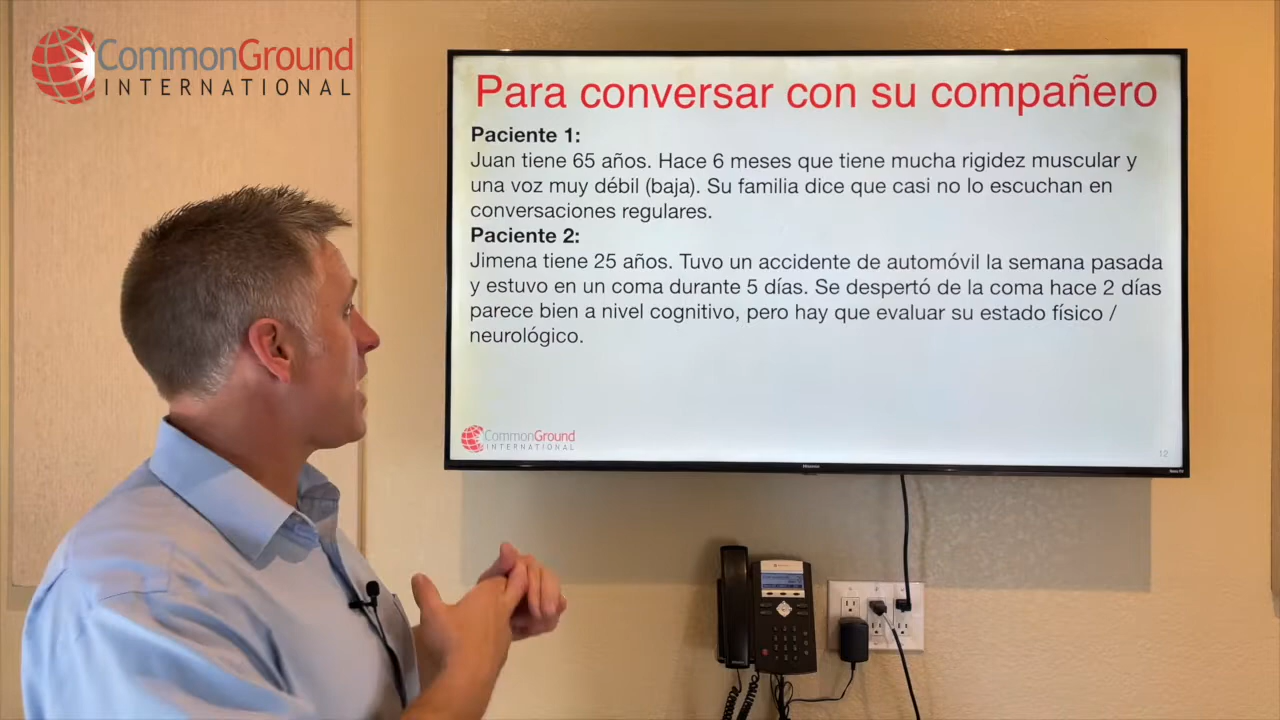 CommonGround
INTERNATIONAL
Para conversar con su compañero
Paciente 1:
Juan tiene 65 años. Hace 6 meses que tiene mucha rigidez muscular y
una voz muy débil (baja). Su familia dice que casi no lo escuchan en
conversaciones regulares.
Paciente 2:
Jimena tiene 25 años. Tuvo un accidente de automóvil la semana pasada
y estuvo en un coma durante 5 días. Se despertó de la coma hace 2 días
parece bien a nivel cognitivo, pero hay que evaluar su estado físico /
neurológico.
CommonGround
INTERNATIONAL
12
Hisense